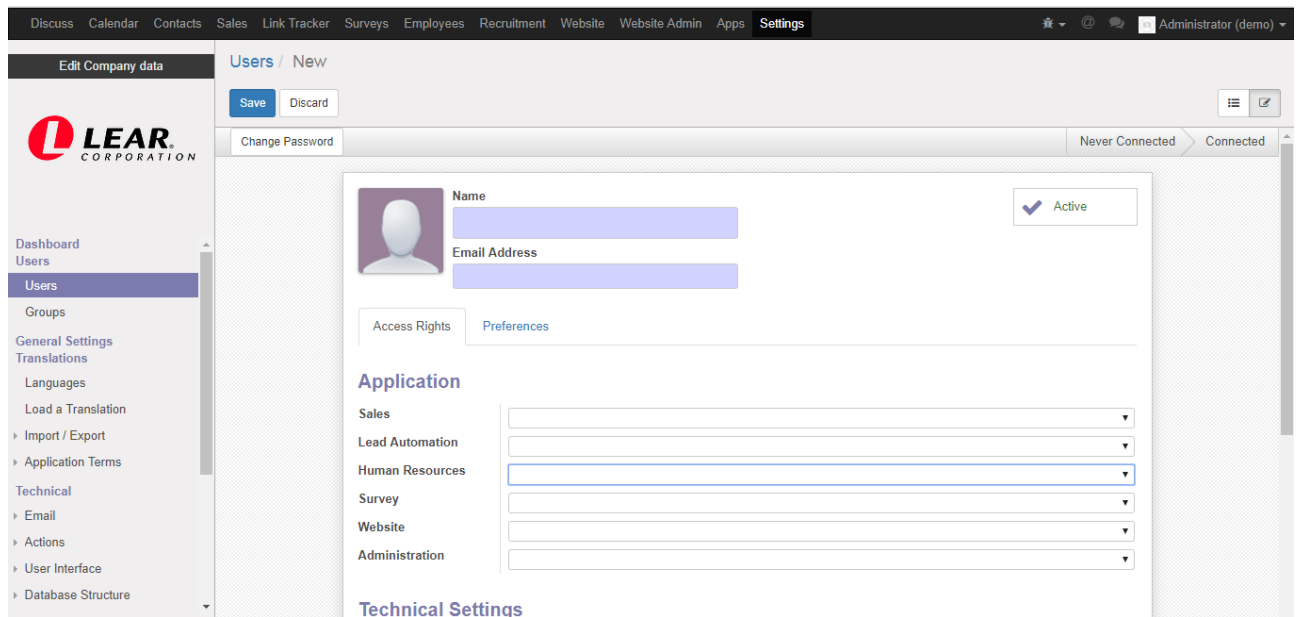 Discuss Calendar Contacts Sales Link Tracker Surveys Employees Recruitment Website Website Admin Apps Settings @ Administrator (demo)
Edit Company data
Users / New
Save Discard
LEAR.
CORPORATION
Change Password Never Connected Connected
Name
Active
Email Address
Dashboard
Users
Users
Groups
General Settings
Translations
Languages
Load a Translation
Import / Export
Application Terms
Technical
Email
Actions
User Interface
Database Structure
Access Rights Preferences
Application
Sales
Lead Automation
Human Resources
Survey
Website
Administration
Technical Settings